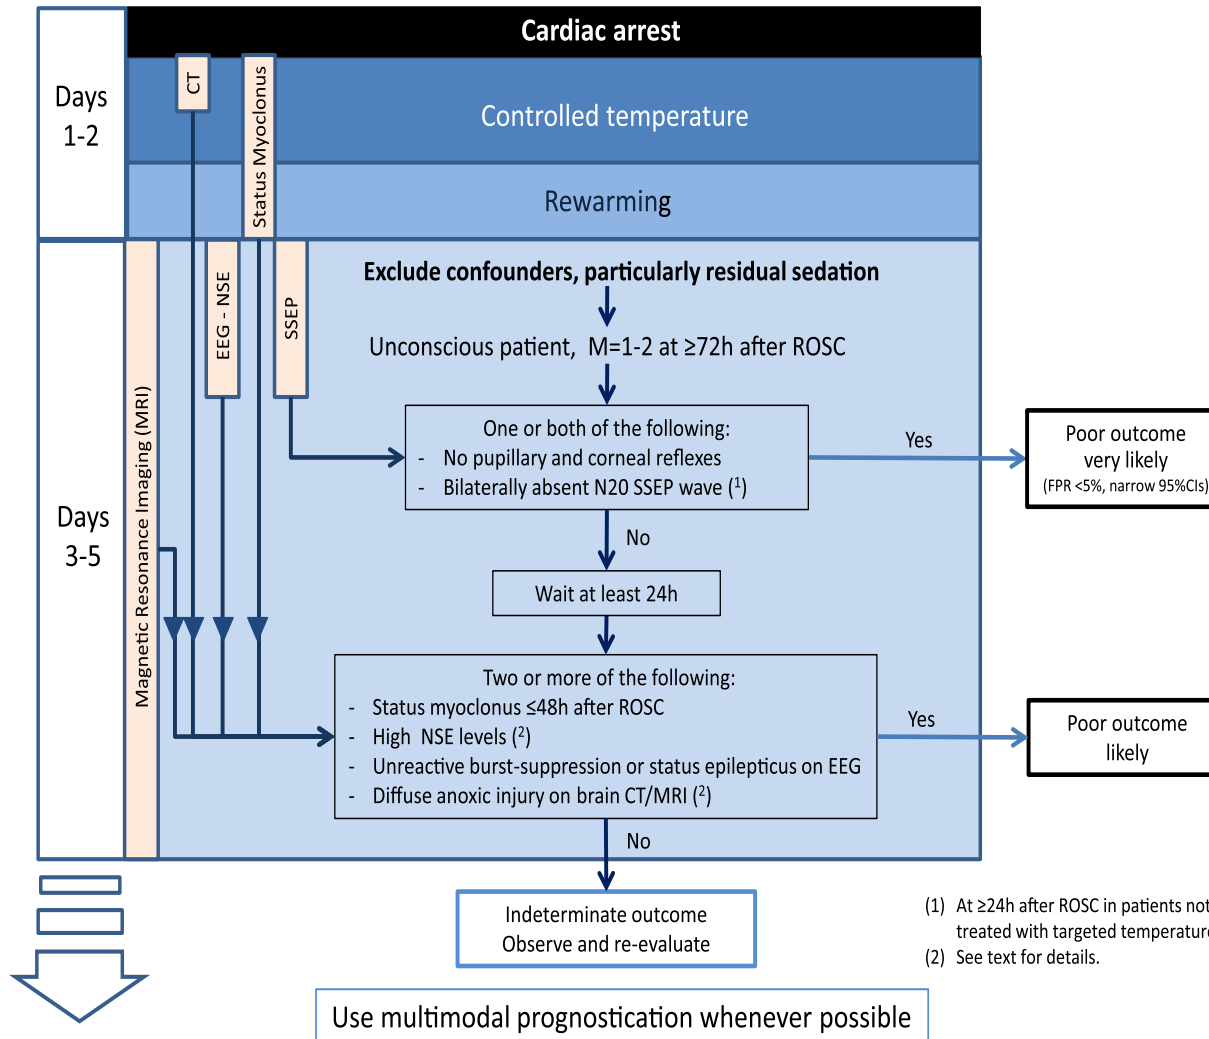 Cardiac arrest
Days
1-2
CT
Status Myoclonus
Controlled temperature
Rewarming
Days
3-5
Magnetic Resonance Imaging (MRI)
EEG - NSE
SSEP
Exclude confounders, particularly residual sedation
Unconscious patient, M=1-2 at ≥72h after ROSC
One or both of the following:
- No pupillary and corneal reflexes
- Bilaterally absent N20 SSEP wave (¹)
Yes
Poor outcome
very likely
(FPR <5%, narrow 95%CIs)
No
Wait at least 24h
Two or more of the following:
- Status myoclonus ≤48h after ROSC
- High NSE levels (²)
- Unreactive burst-suppression or status epilepticus on EEG
- Diffuse anoxic injury on brain CT/MRI (²)
Yes
Poor outcome
likely
No
Indeterminate outcome
Observe and re-evaluate
(1) At ≥24h after ROSC in patients not
treated with targeted temperature
(2) See text for details.
Use multimodal prognostication whenever possible